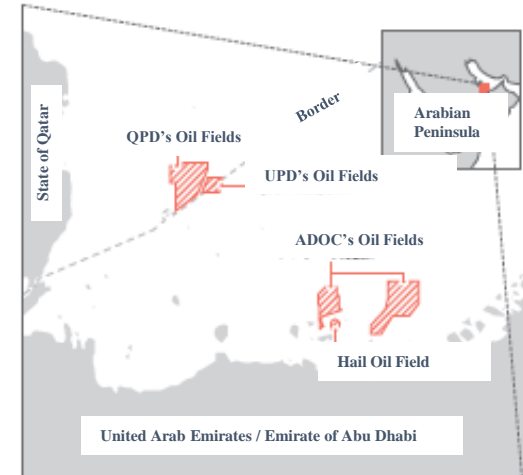 Border
Arabian
Peninsula
State of Qatar
QPD's Oil Fields
UPD's Oil Fields
ADOC's Oil Fields
Hail Oil Field
United Arab Emirates / Emirate of Abu Dhabi